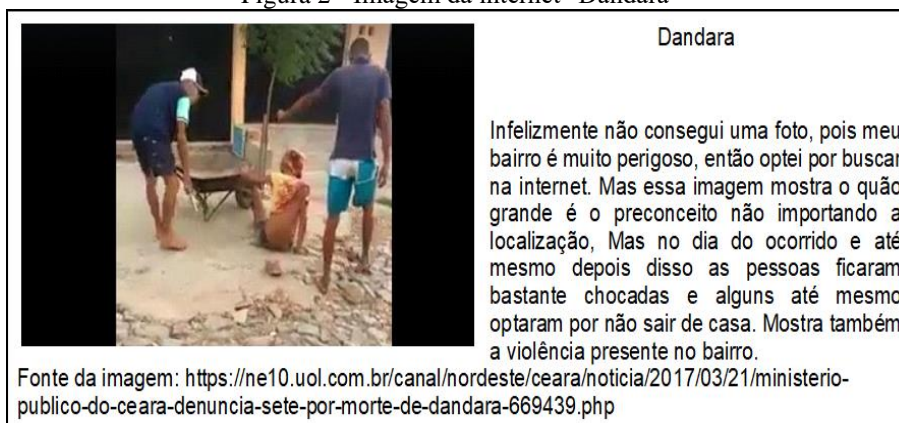 Figura 2 - Imagem da internet "Dandara"
Dandara
Infelizmente não consegui uma foto, pois meu
bairro é muito perigoso, então optei por buscar
na internet. Mas essa imagem mostra o quão
grande é o preconceito não importando a
localização, Mas no dia do ocorrido e até
mesmo depois disso as pessoas ficaram
bastante chocadas e alguns até mesmo
optaram por não sair de casa. Mostra também
a violência presente no bairro.
Fonte da imagem: https://ne10.uol.com.br/canal/nordeste/ceara/noticia/2017/03/21/ministerio-
publico-do-ceara-denuncia-sete-por-morte-de-dandara-669439.php